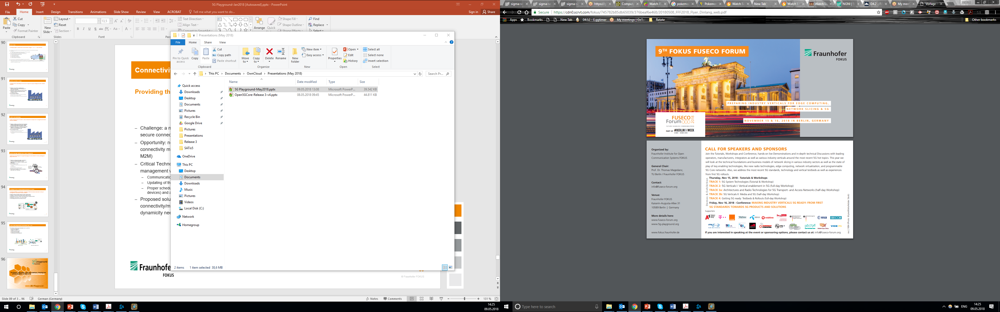 5G Playground-Jan2018 [Autosaved].pptx - PowerPoint
File Home Insert Design Transitions Animations Slide Show Review View ACROBAT Tell me what you want to do...
Sign in Share
Paste
Cut
Copy
Format Painter
Clipboard
New Slide
Layout
Reset
Section
Slides
13,5
Font
Text Direction
Align Text
Convert to SmartArt
Arrange
Quick
Shape Fill
Shape Outline
Shape Effects
Find
Replace
Select
90
91
92
93
94
95
96
Connectivi
Providing th
– Challenge: a m
secure connec
– Opportunity: n
connectivity m
M2M)
– Critical Techno
management w
– Communicatio
– Updating of th
– Proper schedu
devices) and a
– Proposed solu
connectivity/m
dynamicity nee
Fraunhofe
FOKUS
© Fraunhofer FOKUS
Slide 89 of 3 .. 96 German (Germany)
Notes Comments 131 %
Presentations (May 2018)
File Home Share View
Pin to Quick access
Copy
Paste
Cut
Copy path
Paste shortcut
Clipboard
Move to
Copy to
Delete
Rename
Organize
New folder
New item
Easy access
New
Properties
Open
Edit
History
Open
Select all
Select none
Invert selection
Select
This PC > Documents > OwnCloud > Presentations (May 2018)
Search Pr...
Name Date modified Type Size
5G Playground-May2018.pptx 09.05.2018 13:08 Microsoft PowerP... 39.542 KB
Open5GCore-Release 3-v4.pptx 08.05.2018 09:45 Microsoft PowerP... 44.811 KB
Quick access
Downloads
Desktop
Documents
Pictures
Recycle Bin
Google Drive
Pictures
Presentations
Release 3
SATis5
OneDrive
This PC
Desktop
Documents
Downloads
Music
Pictures
Videos
Local Disk (C:)
Network
Homegroup
2 items 1 item selected 38,6 MB
14:25
09.05.2018
sigma-se sigma-se sigma-se https://g Compute Watch P pokemo Pokemo Watch S New Tab Watch L Watch L NGNI | 5 D4.2 - F My mee Vorlage
Marius
Secure https://cdn0.scrvt.com/fokus/745782b85db65039/376beaf6e468/20180508_FFF2018_Flyer_Dinlang_web.pdf
Apps Bookmarks New Tab 04:52 - Eggtimer My meetings | GoTo Retete Other bookmarks
9TH FOKUS FUSECO FORUM
Fraunhofer
FOKUS
PREPARING INDUSTRY VERTICALS FOR EDGE COMPUTING,
NETWORK SLICING & 5G
NOVEMBER 15 & 16, 2018 IN BERLIN, GERMANY
FUSECO
Forum 2018
FUTURE SEAMLESS COMMUNICATION
PART OF #BERLIN5GWEEK
12 NOV - 16 NOV 2018
Organized by:
Fraunhofer Institute for Open
Communication Systems FOKUS
General Chair:
Prof. Dr. Thomas Magedanz,
TU Berlin / Fraunhofer FOKUS
Contact:
info@fuseco-forum.org
Venue:
Fraunhofer FOKUS
Kaiserin-Augusta-Allee 31
10589 Berlin | Germany
More details here:
www.fuseco-forum.org
www.5g-playground.org
www.fokus.fraunhofer.de
CALL FOR SPEAKERS AND SPONSORS
Join the Tutorials, Workshops and Conference, hands-on live Demonstrations and in-depth technical Discussions with leading
operators, manufacturers, integrators as well as various industry verticals around the most recent 5G hot topics. This year we
will look at the technical foundations and business models of network slicing in various industry sectors as well as the state of
play of key enabling technologies, like new radio technologies, edge computing, network virtualization, and programmable
5G Core networks. Also, we address the most recent 5G standards, technology and vertical testbeds as well as experiences
from first 5G rollouts.
Demos & Exhibition
Thursday, Nov 15, 2018 - Tutorials & Workshops
TRACK 1: 5G System Technologies (Tutorial & Workshop)
TRACK 2: 5G Verticals I: Vertical enablement in 5G (full-day Workshop)
TRACK 3a: Architectures and Radio Technologies for 5G Transport- and Access Networks (half-day Workshop)
TRACK 3b: 5G Verticals II: Media and 5G (half-day Workshop)
TRACK 4: Getting 5G ready: Testbeds & Rollouts (full-day Workshop)
Friday, Nov 16, 2018 - Conference: MAKING INDUSTRY VERTICALS 5G READY: FROM FIRST
5G STANDARDS TOWARDS 5G PRODUCTS AND SOLUTIONS
Supporters
vodafone esa
VDE
If you are interested in speaking at the event or sponsoring options, please contact us at: info@fuseco-forum.org
Type here to search
ENG
14:25
09.05.2018